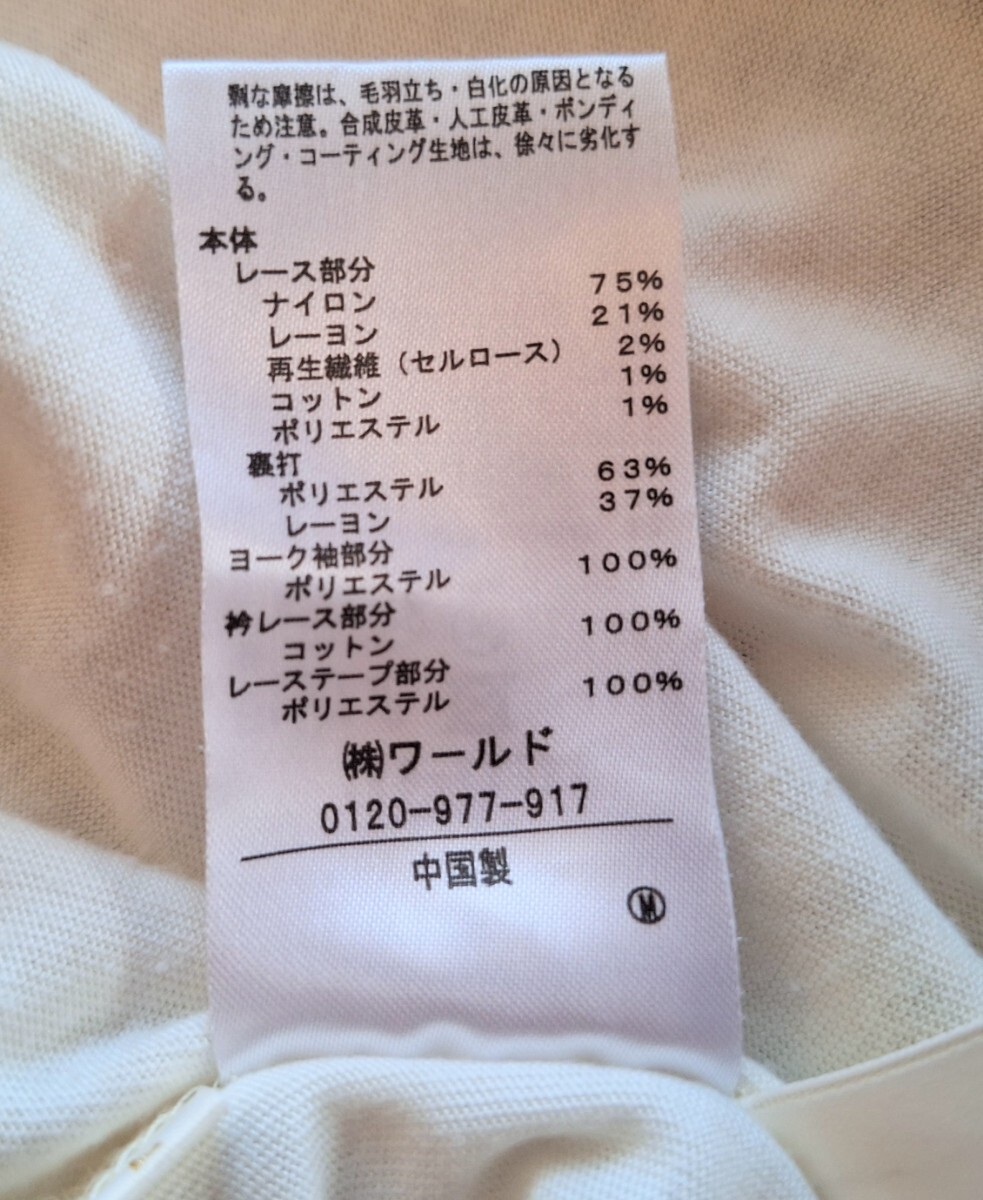 剰な摩擦は、毛羽立ち・白化の原因となる
ため注意。合成皮革・人工皮革・ボンディ
ング・コーティング生地は、徐々に劣化す
る。
本体
レース部分
ナイロン 75%
レーヨン 21%
再生繊維（セルロース） 2%
コットン 1%
ポリエステル 1%
裏打
ポリエステル 63%
レーヨン 37%
ヨーク袖部分
ポリエステル 100%
衿レース部分
コットン 100%
レーステープ部分
ポリエステル 100%
㈱ワールド
0120-977-917
中国製
Ⓜ